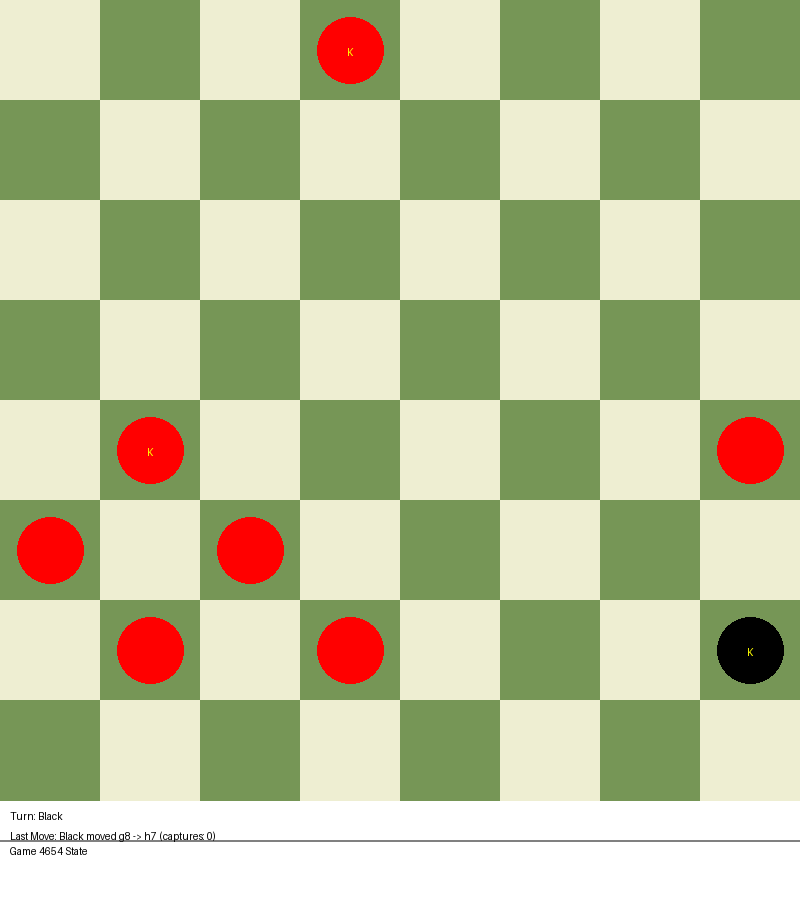 K
K
K
Turn: Black
Last Move: Black moved g8 -> h7 (captures: 0)
Game 4654 State